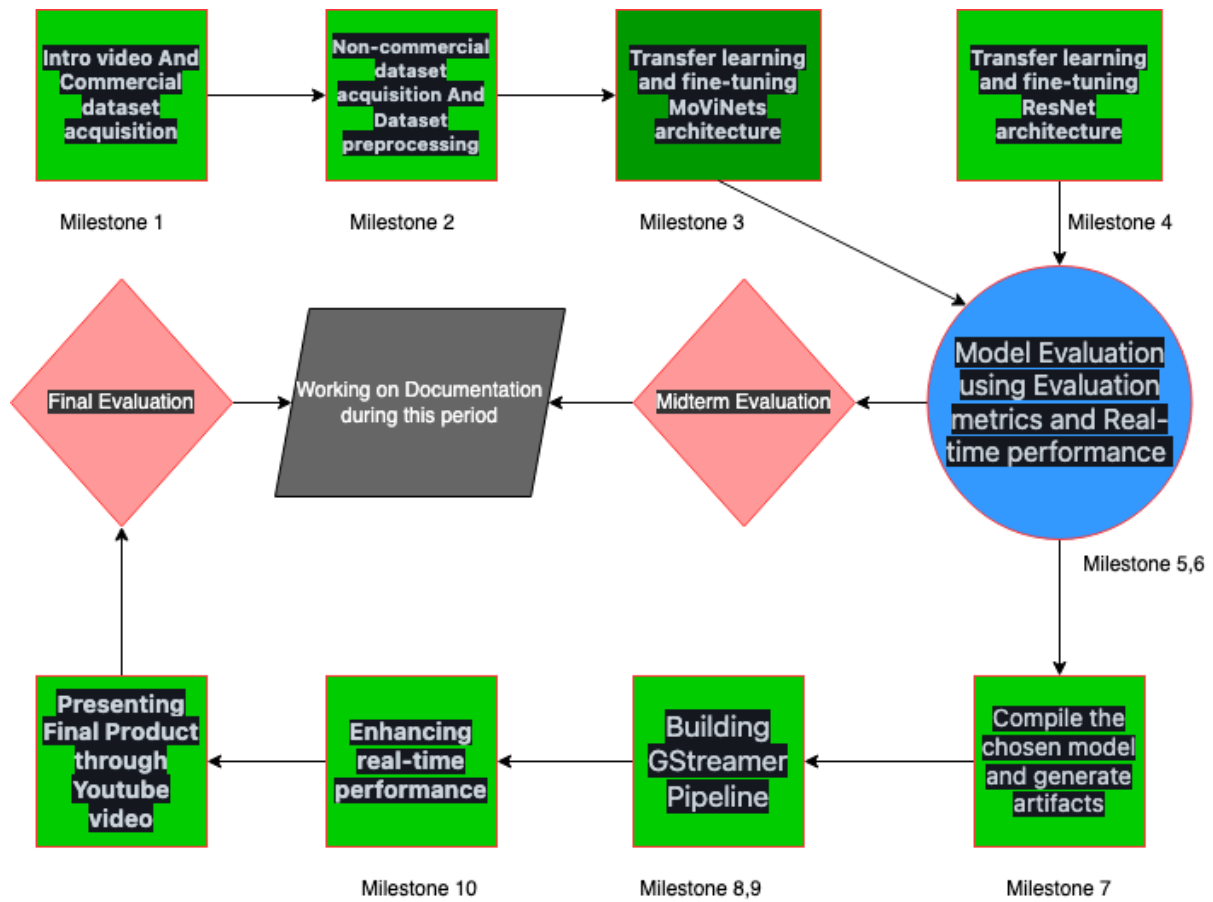 Intro video And
Commercial
dataset
acquisition
Non-commercial
dataset
acquisition And
Dataset
preprocessing
Transfer learning
and fine-tuning
MoViNets
architecture
Transfer learning
and fine-tuning
ResNet
architecture
Milestone 1
Milestone 2
Milestone 3
Milestone 4
Final Evaluation
Working on Documentation
during this period
Midterm Evaluation
Model Evaluation
using Evaluation
metrics and Real-
time performance
Milestone 5,6
Presenting
Final Product
through
Youtube
video
Enhancing
real-time
performance
Building
GStreamer
Pipeline
Compile the
chosen model
and generate
artifacts
Milestone 10
Milestone 8,9
Milestone 7